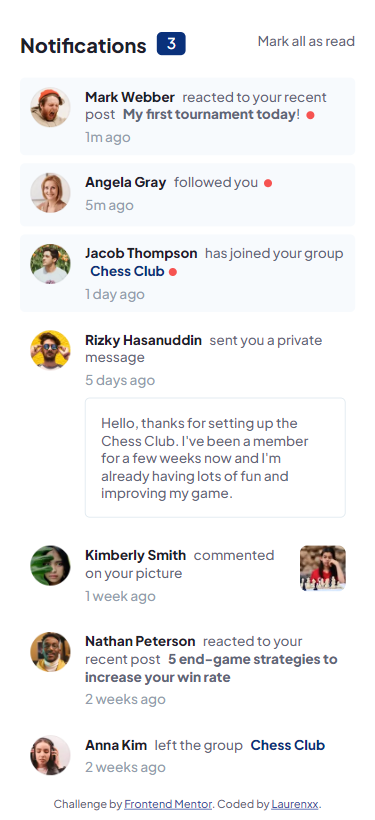 Notifications 3 Mark all as read
Mark Webber reacted to your recent
post My first tournament today!
1m ago
Angela Gray followed you
5m ago
Jacob Thompson has joined your group
Chess Club
1 day ago
Rizky Hasanuddin sent you a private
message
5 days ago
Hello, thanks for setting up the
Chess Club. I've been a member
for a few weeks now and I'm
already having lots of fun and
improving my game.
Kimberly Smith commented
on your picture
1 week ago
Nathan Peterson reacted to your
recent post 5 end-game strategies to
increase your win rate
2 weeks ago
Anna Kim left the group Chess Club
2 weeks ago
Challenge by Frontend Mentor. Coded by Laurenxx.